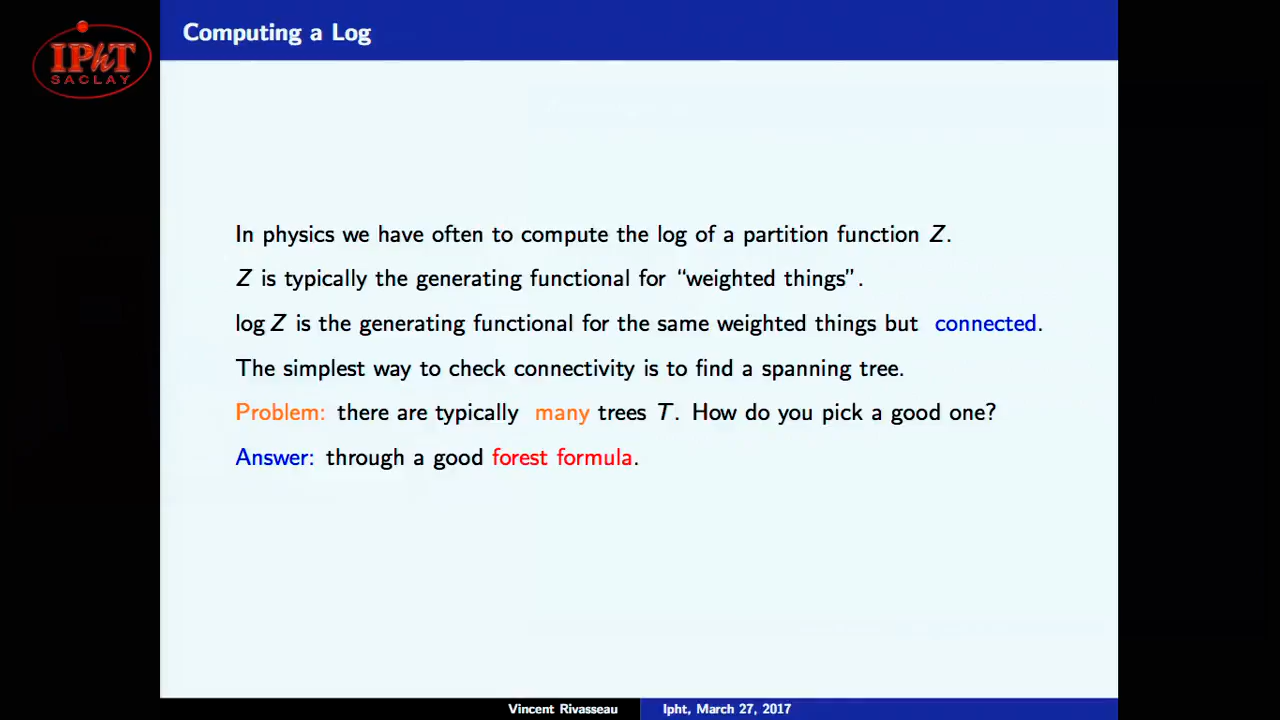 IPhT
SACLAY
Computing a Log
In physics we have often to compute the log of a partition function Z.
Z is typically the generating functional for “weighted things”.
log Z is the generating functional for the same weighted things but connected.
The simplest way to check connectivity is to find a spanning tree.
Problem: there are typically many trees T. How do you pick a good one?
Answer: through a good forest formula.
Vincent Rivasseau
Ipht, March 27, 2017